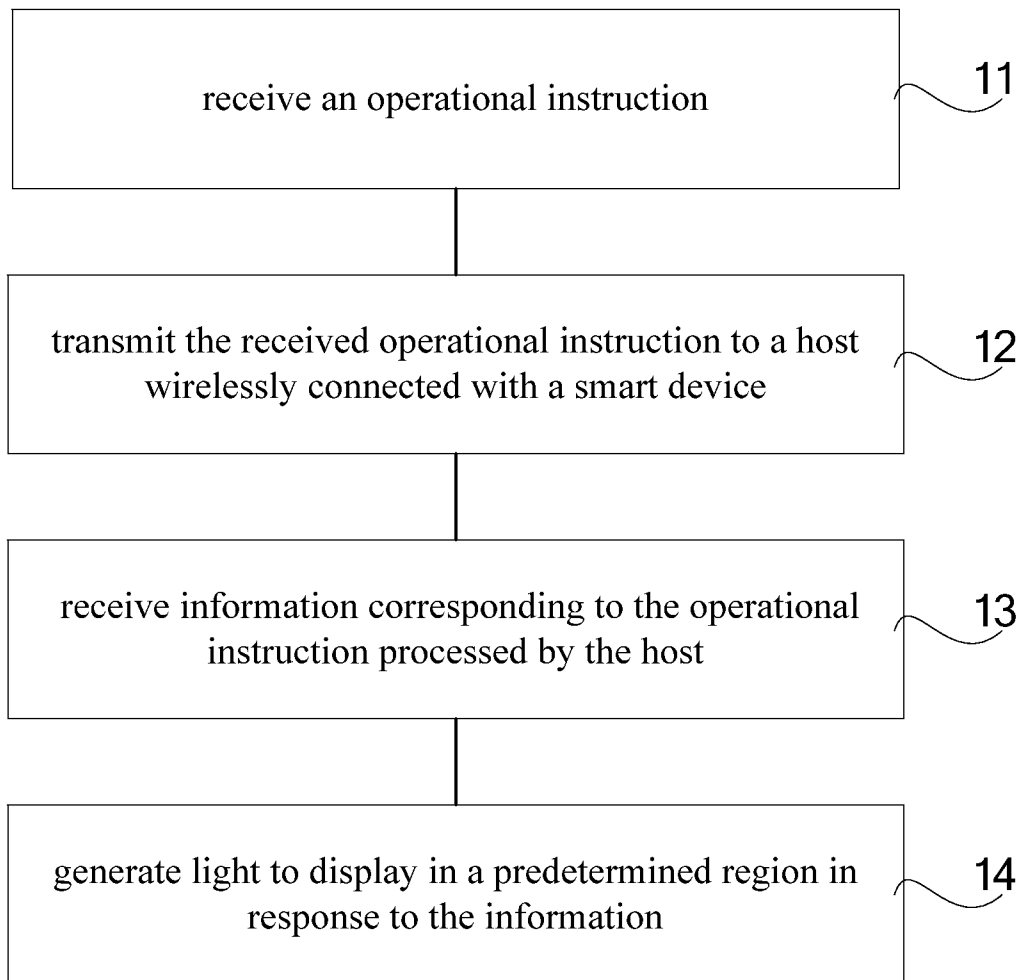 receive an operational instruction
11
transmit the received operational instruction to a host
wirelessly connected with a smart device
12
receive information corresponding to the operational
instruction processed by the host
13
generate light to display in a predetermined region in
response to the information
14